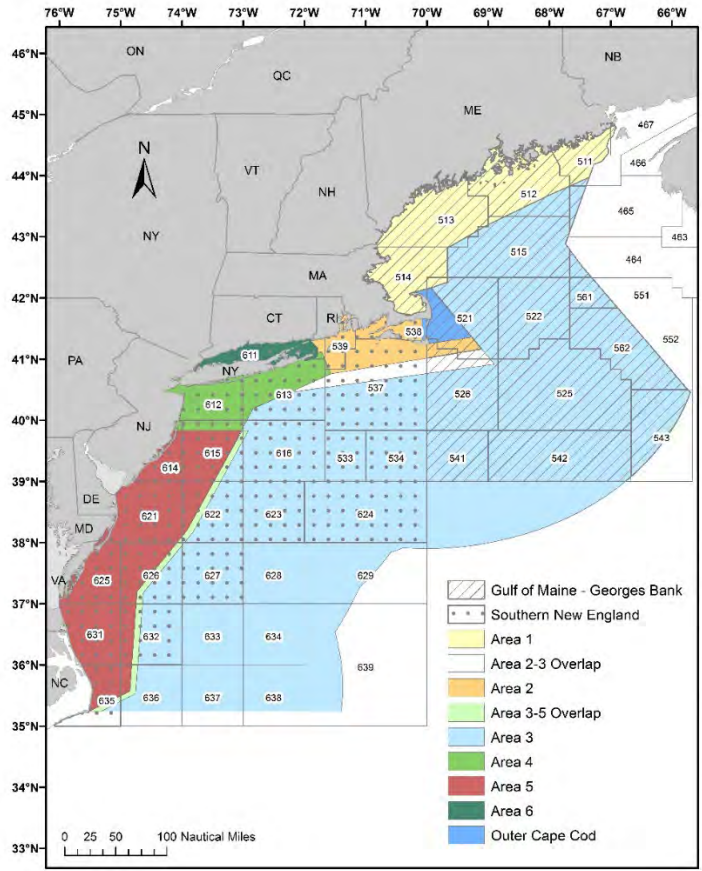 76°W 75°W 74°W 73°W 72°W 71°W 70°W 69°W 68°W 67°W 66°W
46°N
45°N
44°N
43°N
42°N
41°N
40°N
39°N
38°N
37°N
36°N
35°N
34°N
33°N
ON
QC
NB
ME
N
VT
NH
NY
MA
CT
RI
PA
NY
NJ
DE
MD
VA
NC
467
511
466
512
465
513
463
515
464
514
561
551
521
522
538
552
611
539
562
537
613
526
525
612
543
615
616
533
534
541
542
614
621
622
623
624
625
626
627
628
629
631
632
633
634
639
635
636
637
638
Gulf of Maine - Georges Bank
Southern New England
Area 1
Area 2-3 Overlap
Area 2
Area 3-5 Overlap
Area 3
Area 4
Area 5
Area 6
Outer Cape Cod
0 25 50 100 Nautical Miles